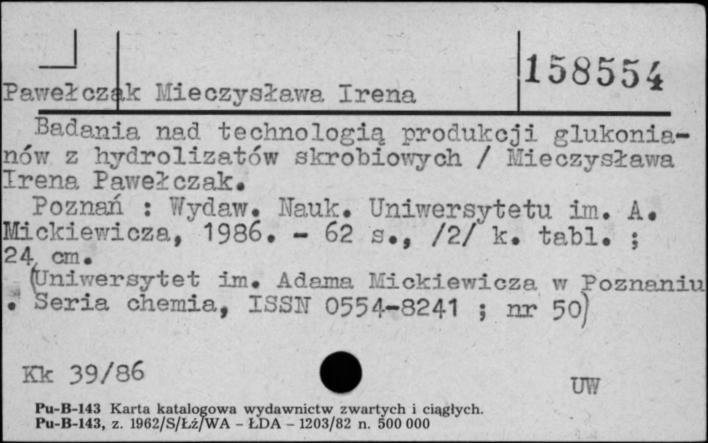 158554
Pawełczak Mieczysława Irena
Badania nad technologią produkcji glukonia-
nów z hydrolizatów skrobiowych / Mieczysława
Irena Pawełczak.
Poznań : Wydaw. Nauk. Uniwersytetu im. A.
Mickiewicza, 1986. - 62 s., /2/ k. tabl. ;
24 cm.
(Uniwersytet im. Adama Mickiewicza w Poznaniu
. Seria chemia, ISSN 0554-8241 ; nr 50)
Kk 39/86
UW
Pu-B-143 Karta katalogowa wydawnictw zwartych i ciągłych.
Pu-B-143, z. 1962/S/Łż/WA - ŁDA - 1203/82 n. 500 000